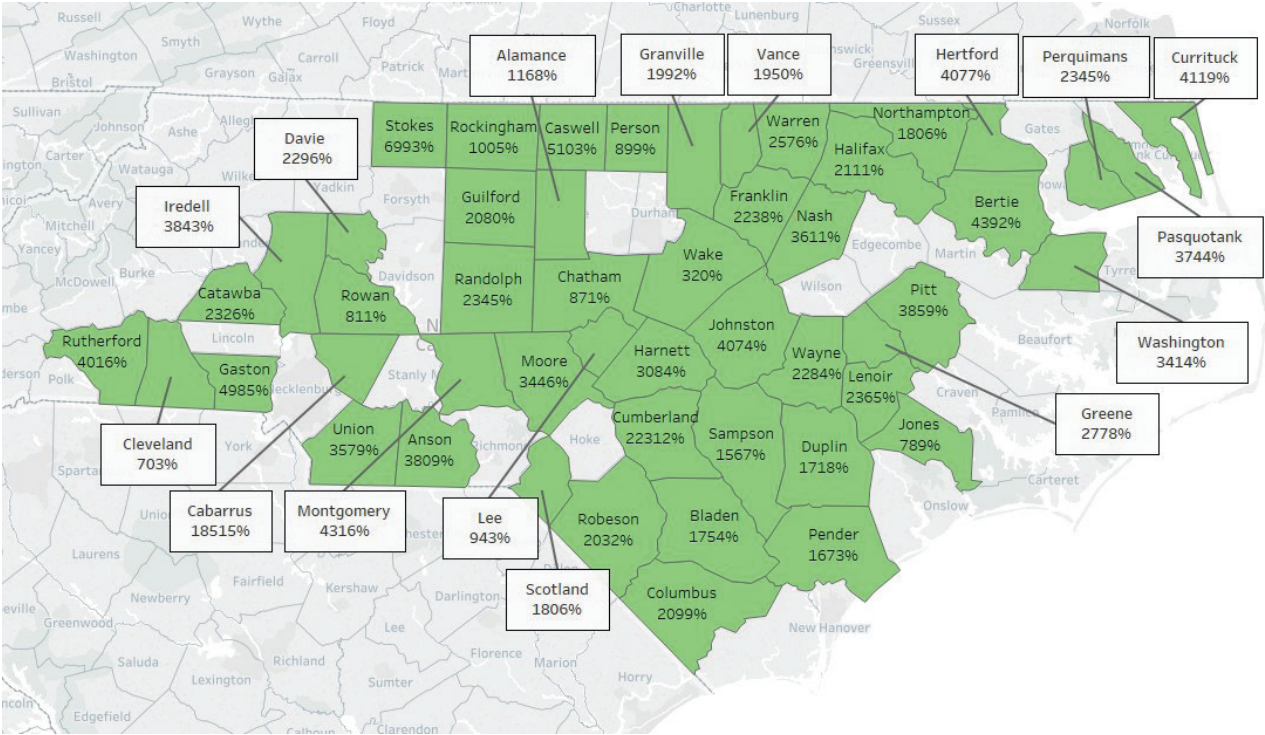 Russell
Wythe
Floyd
Charlotte
Lunenburg
Sussex
Norfolk
Washington
Smyth
Carroll
Patrick
Greensville
Bristol
Grayson
Galax
Alamance
1168%
Granville
1992%
Vance
1950%
Hertford
4077%
Perquimans
2345%
Currituck
4119%
Sullivan
Johnson
Ashe
Carter
Watauga
Yadkin
Forsyth
Avery
Mitchell
Yancey
McDowell
Burke
Davidson
Durham
Edgecombe
Martin
Wilson
Gates
Davie
2296%
Stokes
6993%
Rockingham
1005%
Caswell
5103%
Person
899%
Warren
2576%
Northampton
1806%
Halifax
2111%
Iredell
3843%
Guilford
2080%
Franklin
2238%
Nash
3611%
Bertie
4392%
Pasquotank
3744%
Catawba
2326%
Rowan
811%
Randolph
2345%
Chatham
871%
Wake
320%
Pitt
3859%
Rutherford
4016%
Polk
Lincoln
Gaston
4985%
Stanly
Moore
3446%
Harnett
3084%
Johnston
4074%
Wayne
2284%
Lenoir
2365%
Beaufort
Craven
Washington
3414%
Cleveland
703%
York
Union
3579%
Anson
3809%
Hoke
Cumberland
22312%
Sampson
1567%
Duplin
1718%
Jones
789%
Greene
2778%
Carteret
Onslow
Cabarrus
18515%
Montgomery
4316%
Lee
943%
Robeson
2032%
Bladen
1754%
Pender
1673%
Scotland
1806%
Columbus
2099%
New Hanover
Laurens
Fairfield
Kershaw
Darlington
Newberry
Greenwood
Lee
Florence
Marion
Horry
Saluda
Richland
Lexington
Sumter
Edgefield
Calhoun
Clarendon